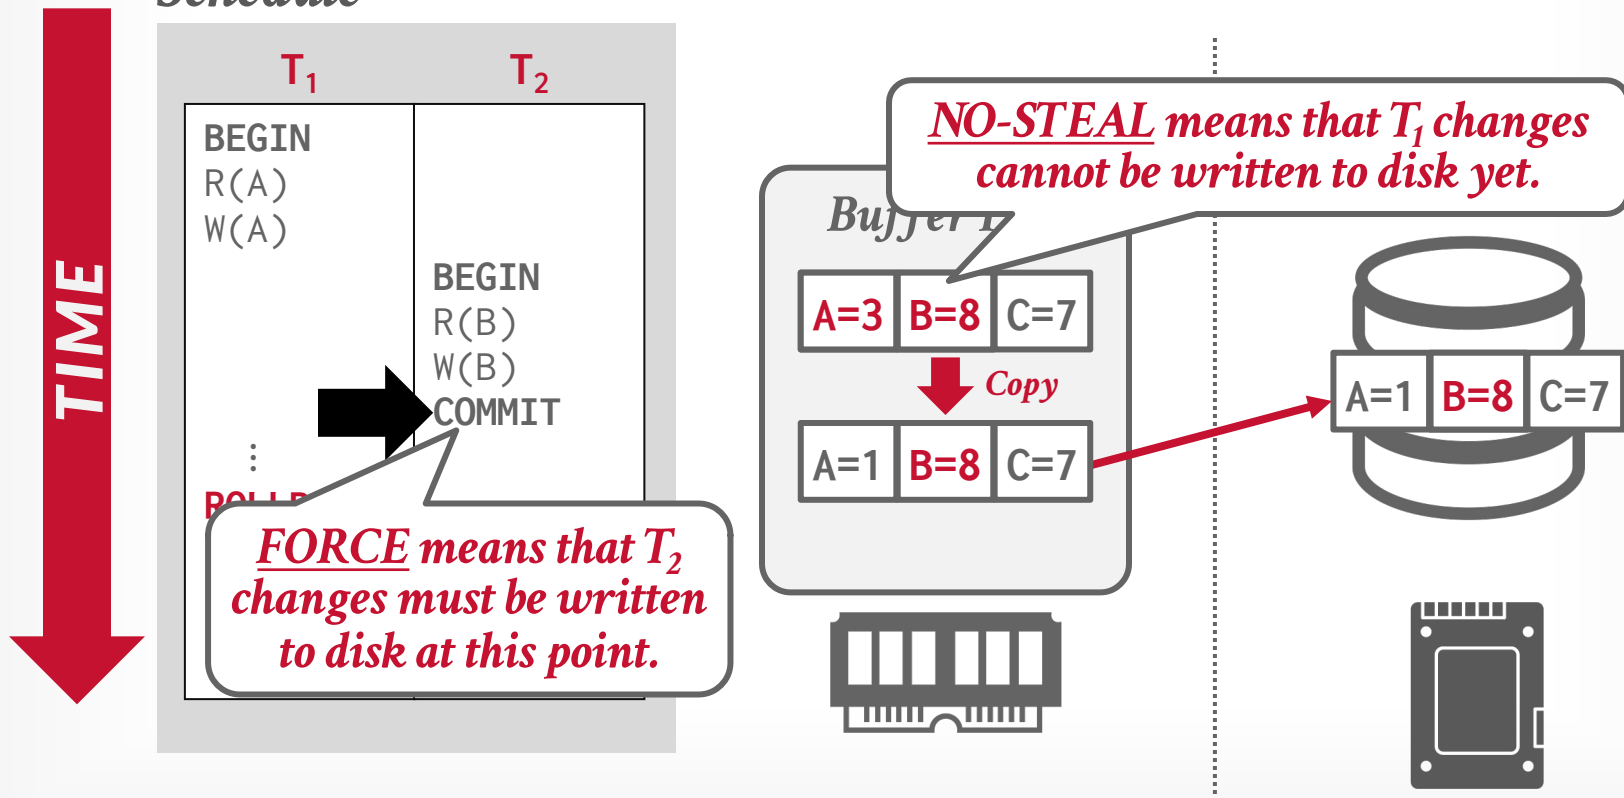 Schedule
TIME
T1
T2
BEGIN
R(A)
W(A)
BEGIN
R(B)
W(B)
COMMIT
⋮
FORCE means that T2
changes must be written
to disk at this point.
NO-STEAL means that T1 changes
cannot be written to disk yet.
Buffer
A=3 B=8 C=7
Copy
A=1 B=8 C=7
A=1 B=8 C=7